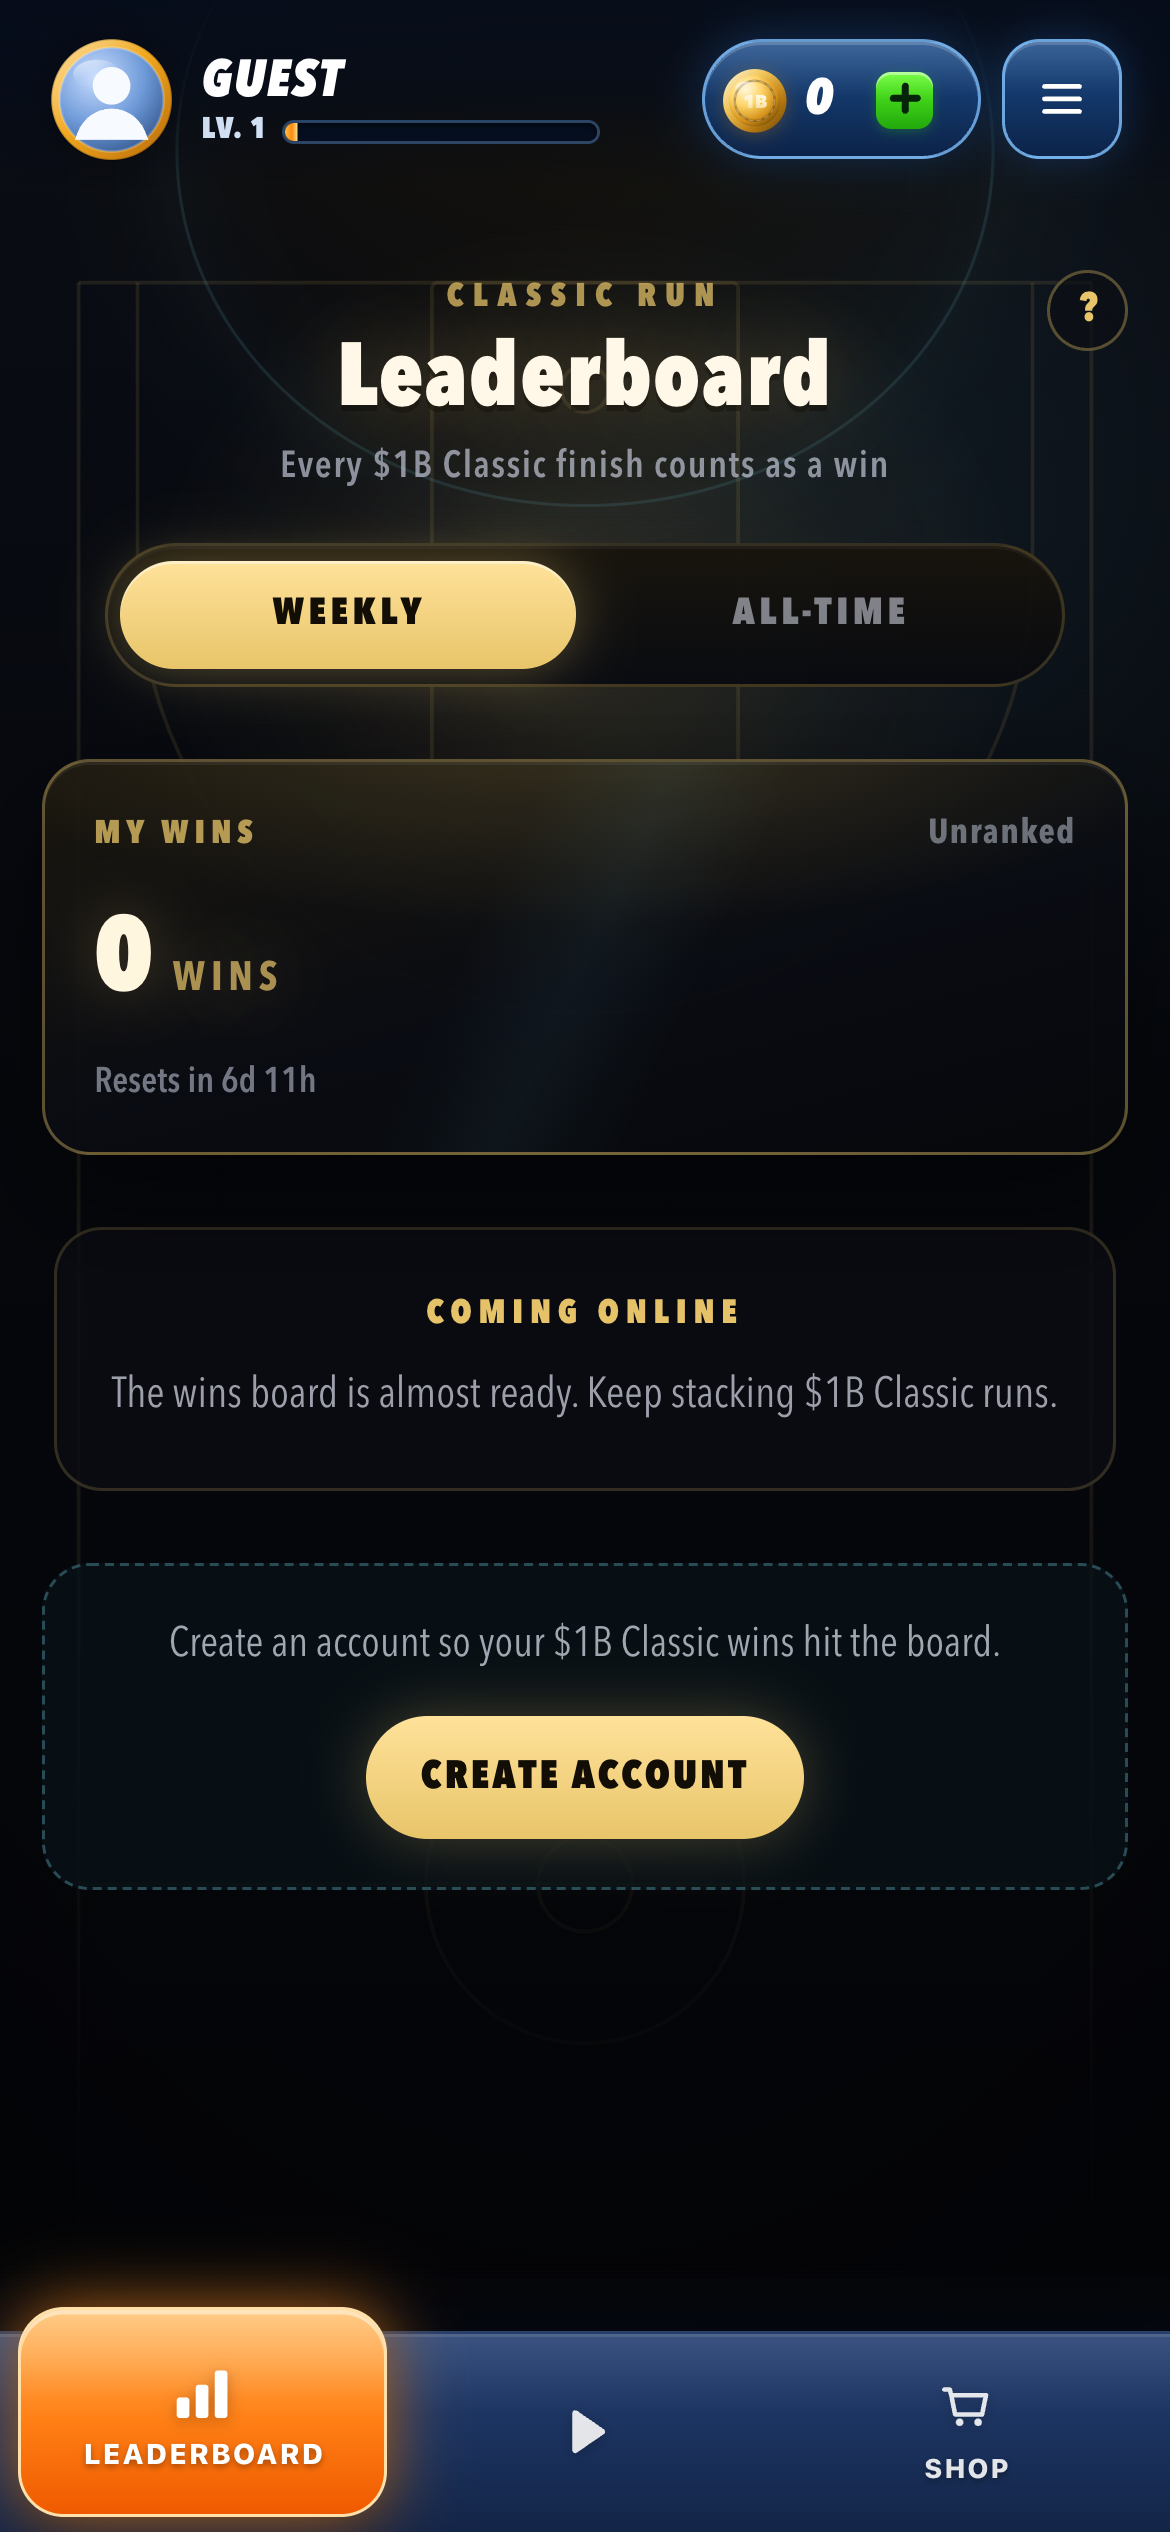 GUEST
LV. 1
1B
0
CLASSIC RUN
?
Leaderboard
Every $1B Classic finish counts as a win
WEEKLY
ALL-TIME
MY WINS
Unranked
0 WINS
Resets in 6d 11h
COMING ONLINE
The wins board is almost ready. Keep stacking $1B Classic runs.
Create an account so your $1B Classic wins hit the board.
CREATE ACCOUNT
LEADERBOARD
SHOP